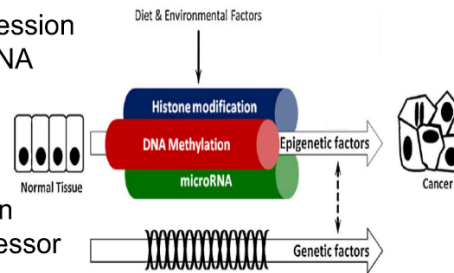 Diet & Environmental Factors
ession
NA
Histone modification
DNA Methylation
Epigenetic factors
microRNA
Normal Tissue
Cancer
n
essor
Genetic factors